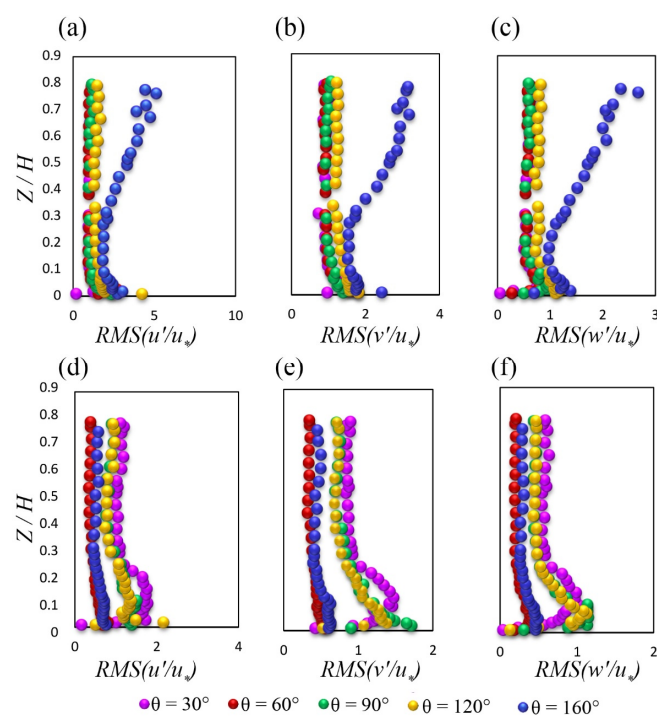 (a) (b) (c)
0.9
0.8
0.7
0.6
0.5
0.4
0.3
0.2
0.1
0
Z / H
0 5 10
0 2 4
0 1 2 3
RMS(u'/u*) RMS(v'/u*) RMS(w'/u*)
(d) (e) (f)
0.9
0.8
0.7
0.6
0.5
0.4
0.3
0.2
0.1
0
Z / H
0 2 4
0 1 2
0 1 2
RMS(u'/u*) RMS(v'/u*) RMS(w'/u*)
θ = 30° θ = 60° θ = 90° θ = 120° θ = 160°